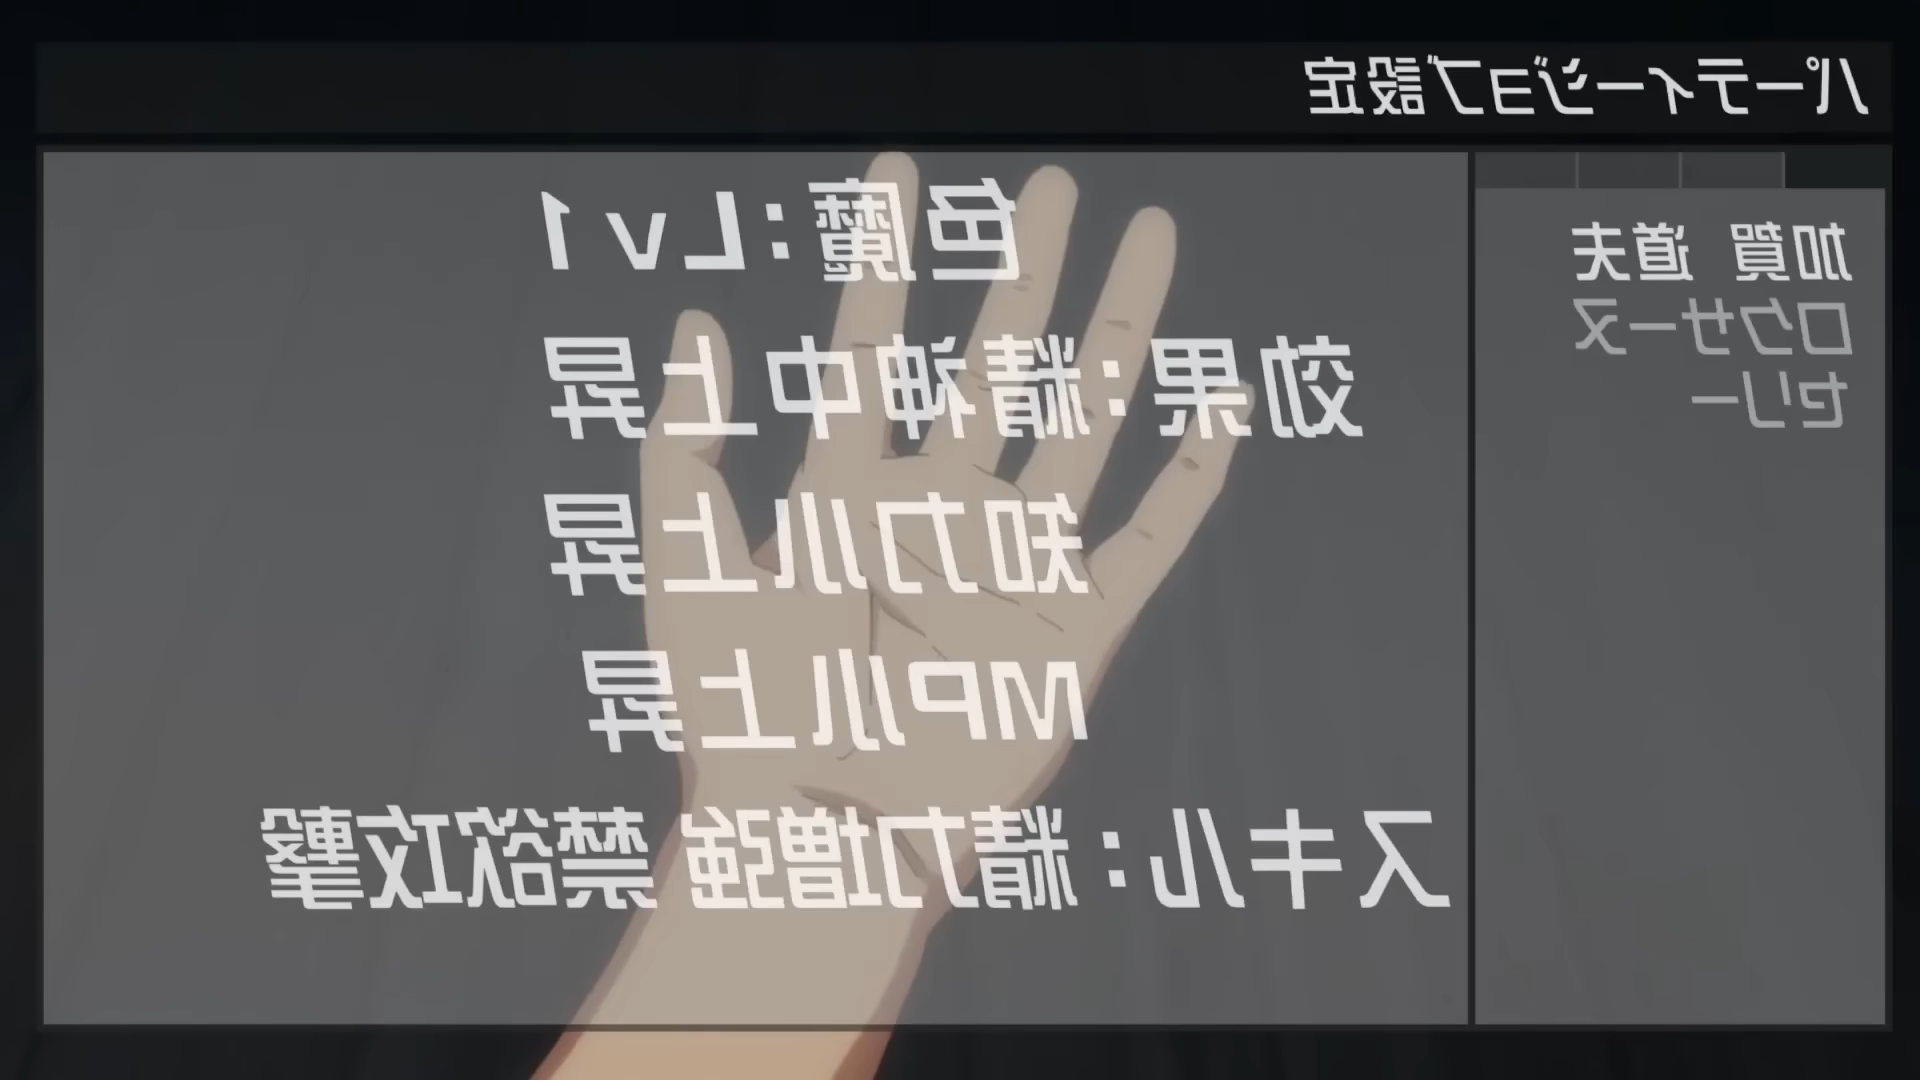 パーティージョブ設定
加賀 道夫
ロクサーヌ
セリー
色魔:Lv1
効果:精神中上昇
知力小上昇
MP小上昇
スキル:精力増強 禁欲攻撃